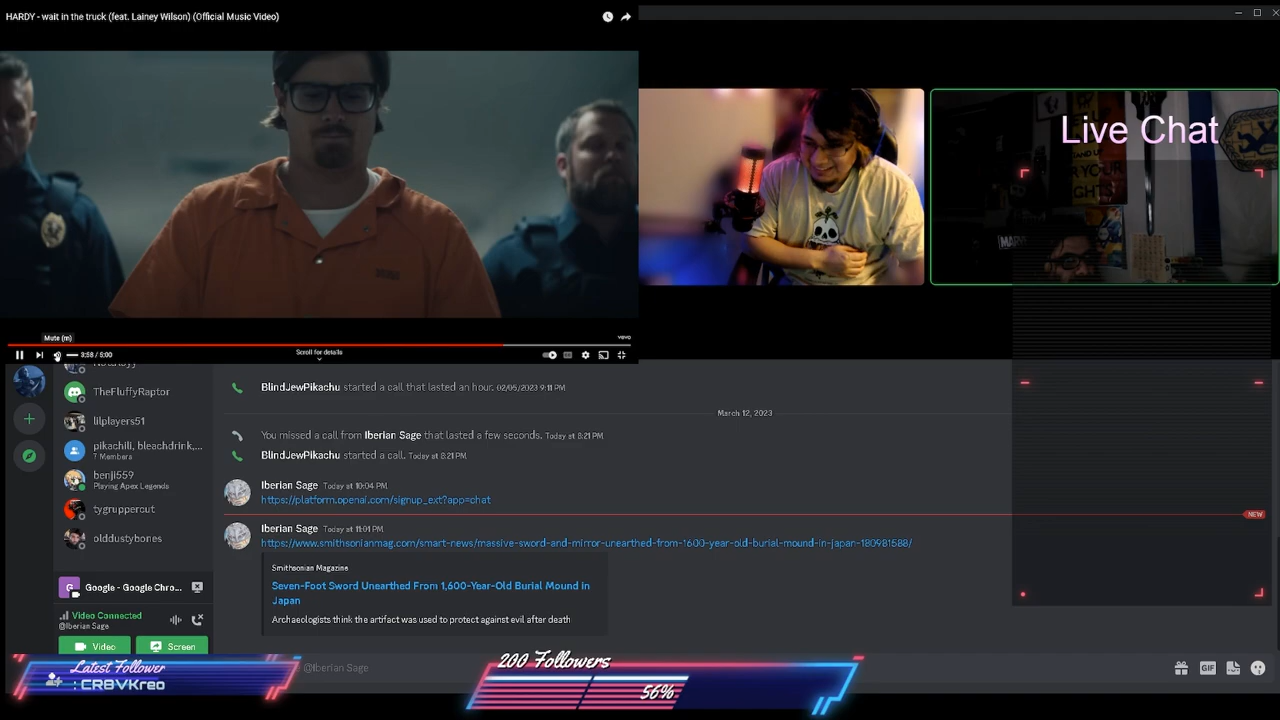 HARDY - wait in the truck (feat. Lainey Wilson) (Official Music Video)
Live Chat
MARV
Mute (m)
vevo
3:58 / 5:00
Scroll for details
TheFluffyRaptor
lilplayers51
pikachili, bleachdrink,...
7 Members
benji559
Playing Apex Legends
tygruppercut
olddustybones
Google - Google Chro...
Video Connected
@Iberian Sage
Video
Screen
BlindJewPikachu started a call that lasted an hour. 02/05/2023 9:11 PM
March 12, 2023
You missed a call from Iberian Sage that lasted a few seconds. Today at 8:21 PM
BlindJewPikachu started a call. Today at 8:21 PM
Iberian Sage Today at 10:04 PM
https://platform.openai.com/signup_ext?app=chat
NEW
Iberian Sage Today at 11:01 PM
https://www.smithsonianmag.com/smart-news/massive-sword-and-mirror-unearthed-from-1600-year-old-burial-mound-in-japan-180981588/
Smithsonian Magazine
Seven-Foot Sword Unearthed From 1,600-Year-Old Burial Mound in
Japan
Archaeologists think the artifact was used to protect against evil after death
@Iberian Sage
GIF
Latest Follower
: CR8VKreo
200 Followers
56%